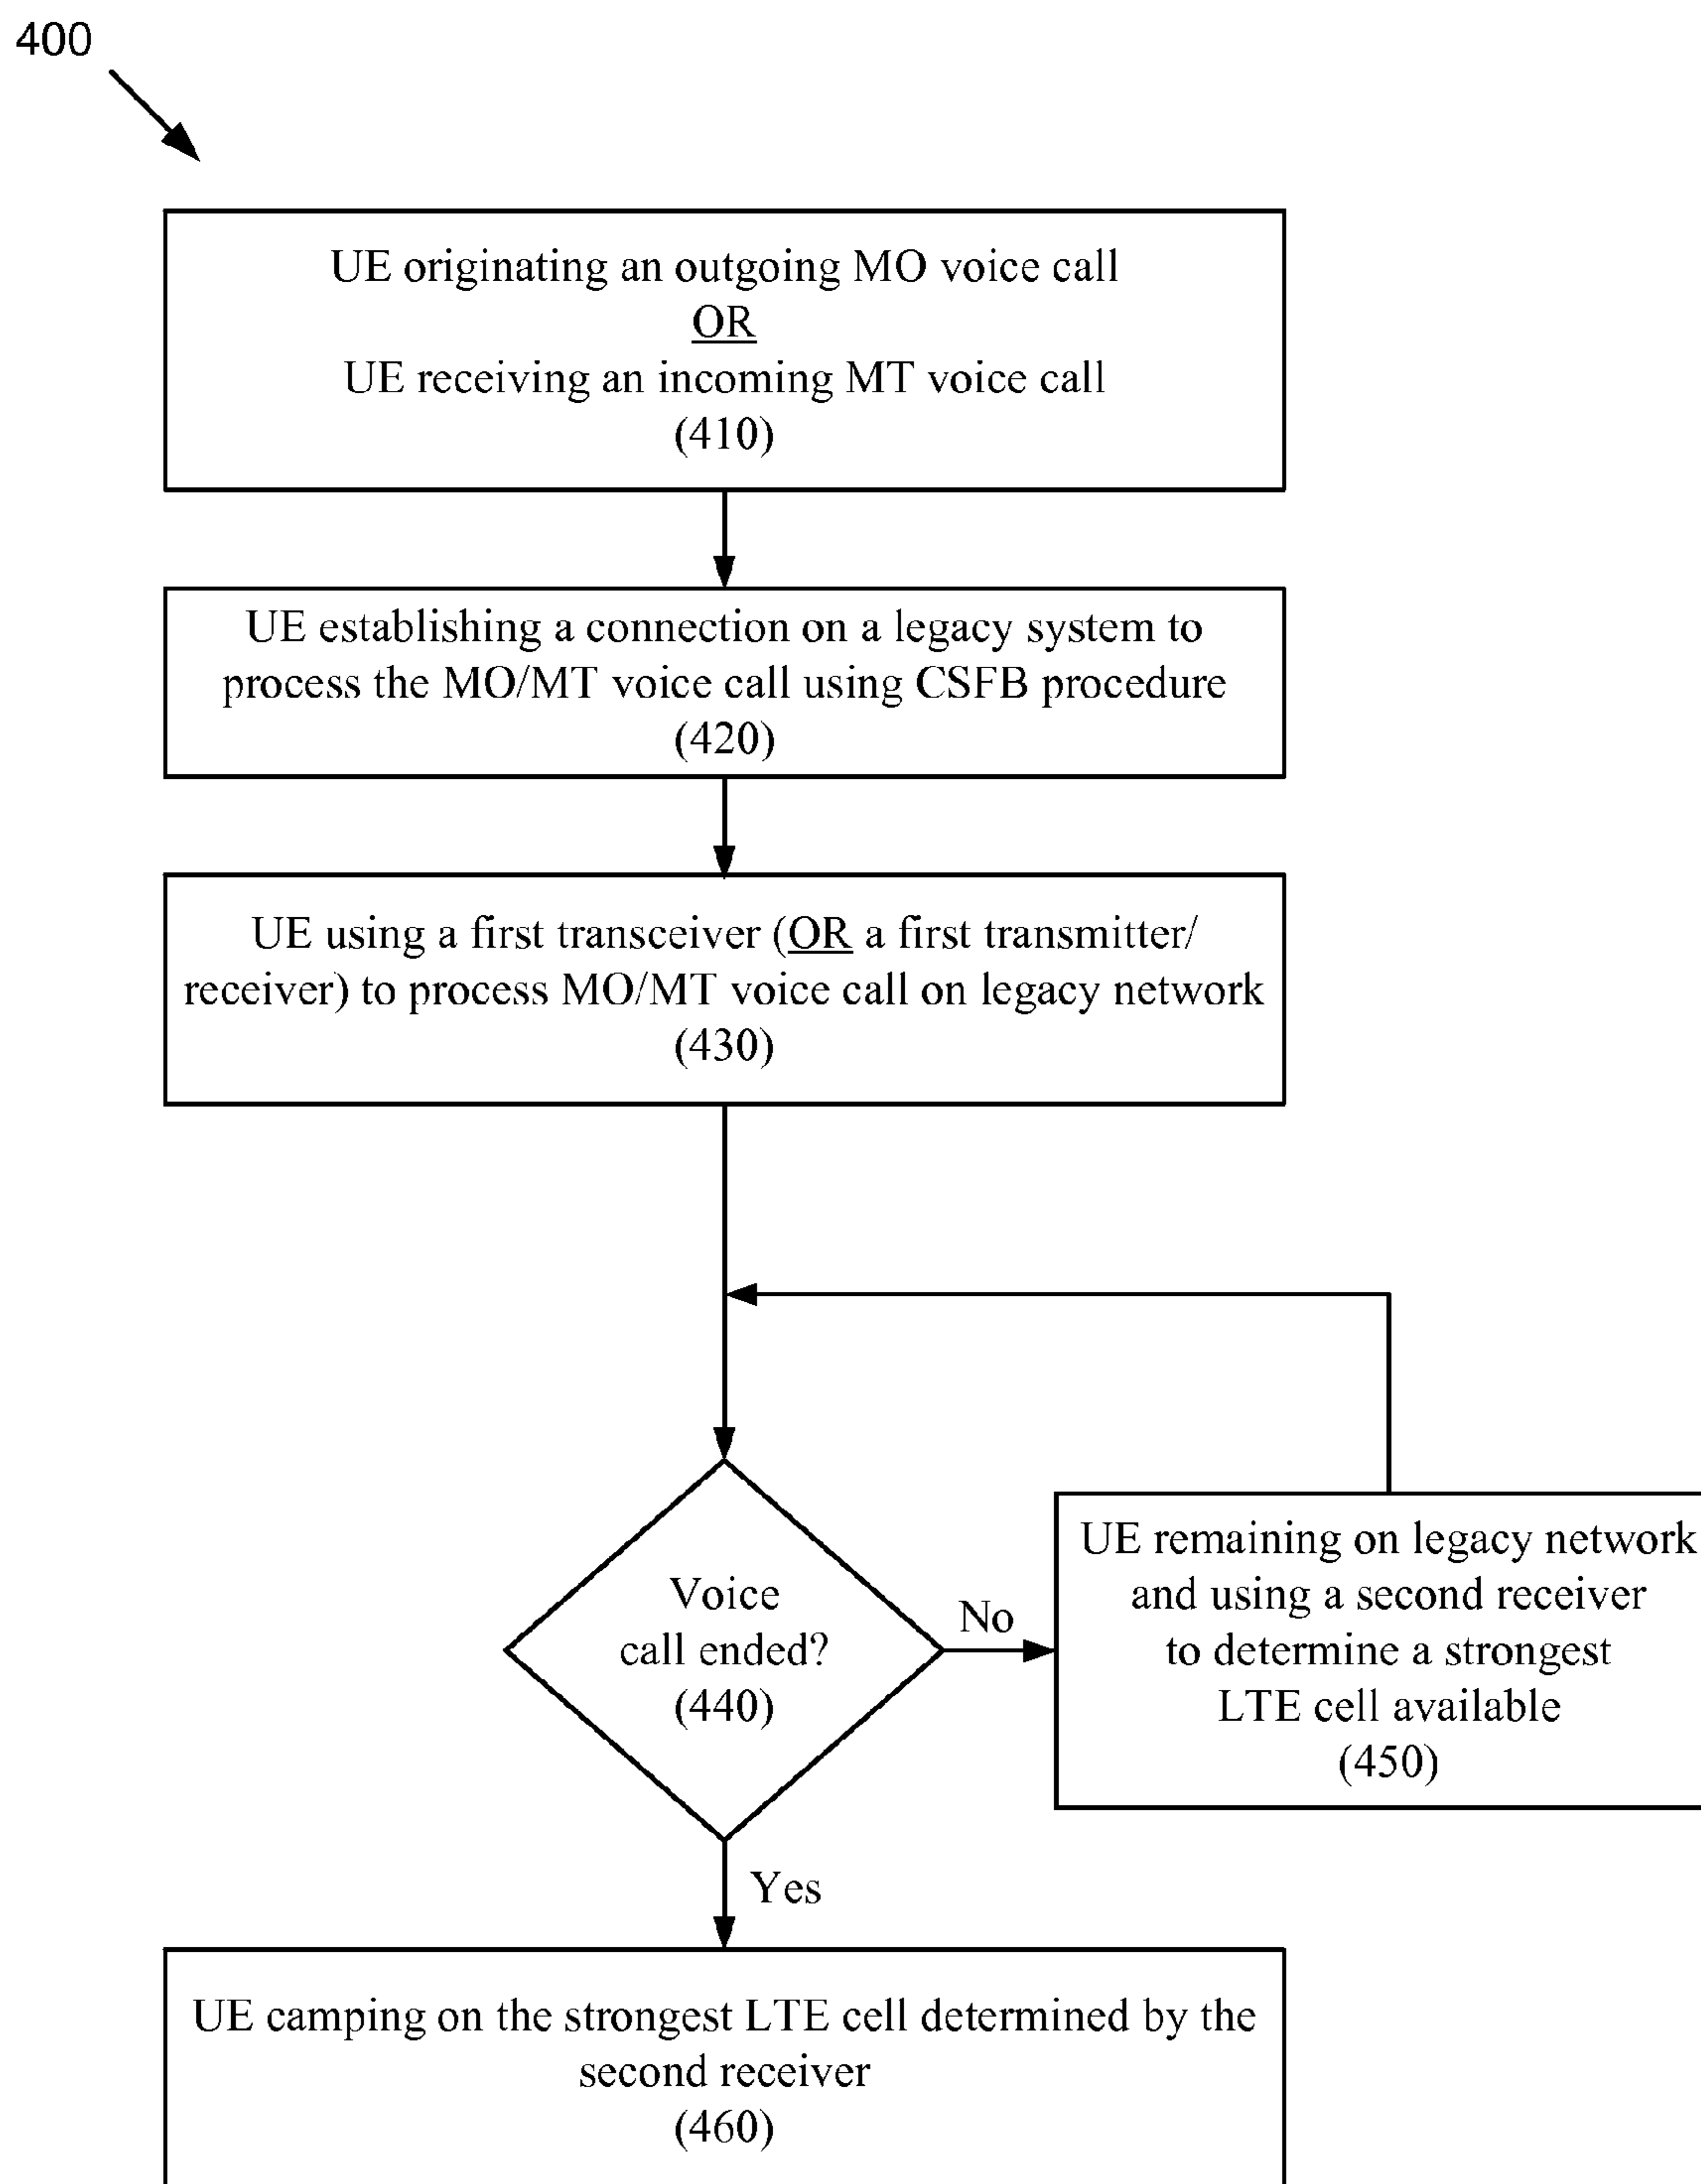 400
UE originating an outgoing MO voice call
OR
UE receiving an incoming MT voice call
(410)
UE establishing a connection on a legacy system to
process the MO/MT voice call using CSFB procedure
(420)
UE using a first transceiver (OR a first transmitter/
receiver) to process MO/MT voice call on legacy network
(430)
Voice
call ended?
(440)
No
UE remaining on legacy network
and using a second receiver
to determine a strongest
LTE cell available
(450)
Yes
UE camping on the strongest LTE cell determined by the
second receiver
(460)